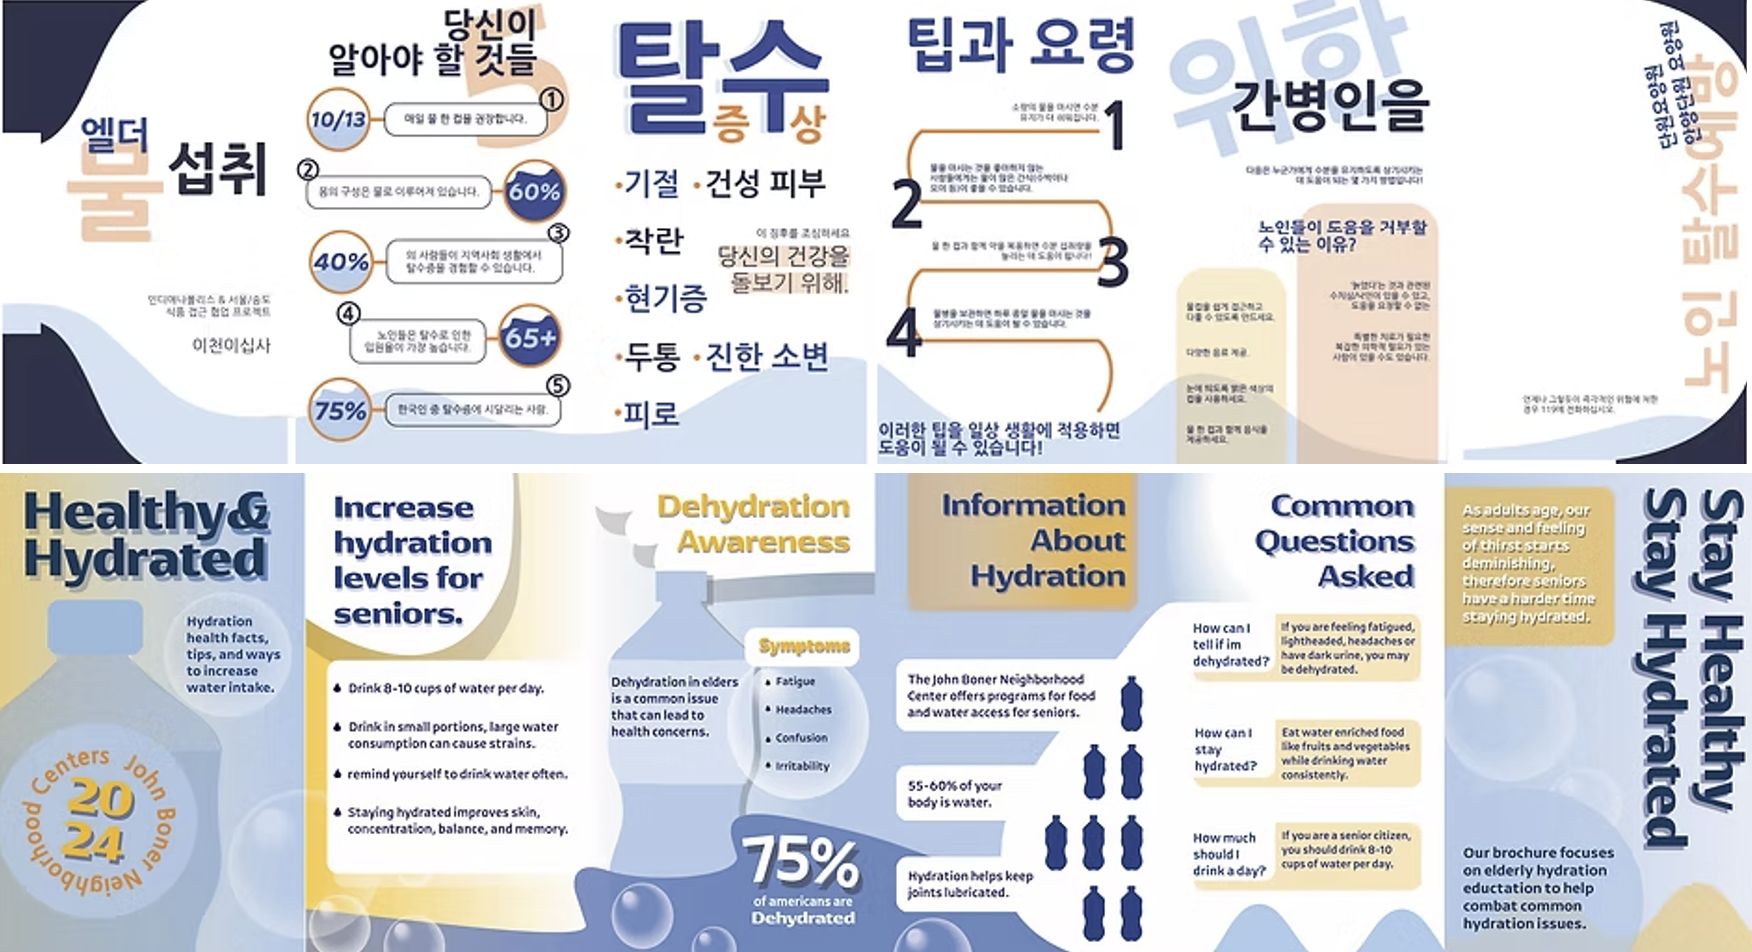 엘더
물 섭취
인디애나폴리스 & 서울/송도
식품 접근 협업 프로젝트
이천이십사
5
당신이
알아야 할 것들
10/13
①
매일 물 한 컵을 권장합니다.
②
몸의 구성은 물로 이루어져 있습니다.
60%
③
40%
의 사람들이 지역사회 생활에서
탈수증을 경험할 수 있습니다.
④
노인들은 탈수로 인한
입원율이 가장 높습니다.
65+
⑤
75%
한국인 중 탈수증에 시달리는 사람.
탈수
증상
•기절 •건성 피부
•착란
이 징후를 조심하세요
당신의 건강을
돌보기 위해.
•현기증
•두통 •진한 소변
•피로
팁과 요령
소량의 물을 마시면 수분
유지가 더 쉬워집니다.
1
물을 마시는 것을 좋아하지 않는
사람들에게는 물이 많은 간식(수박이나
오이 등)이 좋을 수 있습니다.
2
물 한 컵과 함께 약을 복용하면 수분 섭취량을
늘리는 데 도움이 됩니다!
3
물병을 보관하면 하루 종일 물을 마시는 것을
상기시키는 데 도움이 될 수 있습니다.
4
이러한 팁을 일상 생활에 적용하면
도움이 될 수 있습니다!
위하
간병인을
다음은 누군가에게 수분을 유지하도록 상기시키는
데 도움이 되는 몇 가지 방법입니다!
노인들이 도움을 거부할
수 있는 이유?
물컵을 쉽게 접근하고
다룰 수 있도록 만드세요.
다양한 음료 제공.
눈에 띄도록 밝은 색상의
컵을 사용하세요.
물 한 컵과 함께 음식을
제공하세요.
'늙었다'는 것과 관련된
수치심/낙인이 있을 수 있고,
도움을 요청할 수 없는
특별한 치료가 필요한
복잡한 의학적 필요가 있는
사람이 있을 수도 있습니다.
단원요양원
안양단원 요양원
노인 탈수예방
언제나 그렇듯이 즉각적인 위험에 처한
경우 119에 전화하십시오.
Healthy&
Hydrated
Hydration
health facts,
tips, and ways
to increase
water intake.
John Boner Neighborhood Centers
20
24
Increase
hydration
levels for
seniors.
Drink 8-10 cups of water per day.
Drink in small portions, large water
consumption can cause strains.
remind yourself to drink water often.
Staying hydrated improves skin,
concentration, balance, and memory.
Dehydration
Awareness
Symptoms
Dehydration in elders
is a common issue
that can lead to
health concerns.
Fatigue
Headaches
Confusion
Irritability
75%
of americans are
Dehydrated
Information
About
Hydration
The John Boner Neighborhood
Center offers programs for food
and water access for seniors.
55-60% of your
body is water.
Hydration helps keep
joints lubricated.
Common
Questions
Asked
How can I
tell if im
dehydrated?
If you are feeling fatigued,
lightheaded, headaches or
have dark urine, you may
be dehydrated.
How can I
stay
hydrated?
Eat water enriched food
like fruits and vegetables
while drinking water
consistently.
How much
should I
drink a day?
If you are a senior citizen,
you should drink 8-10
cups of water per day.
As adults age, our
sense and feeling
of thirst starts
deminishing,
therefore seniors
have a harder time
staying hydrated.
Our brochure focuses
on elderly hydration
eductation to help
combat common
hydration issues.
Stay Healthy
Stay Hydrated